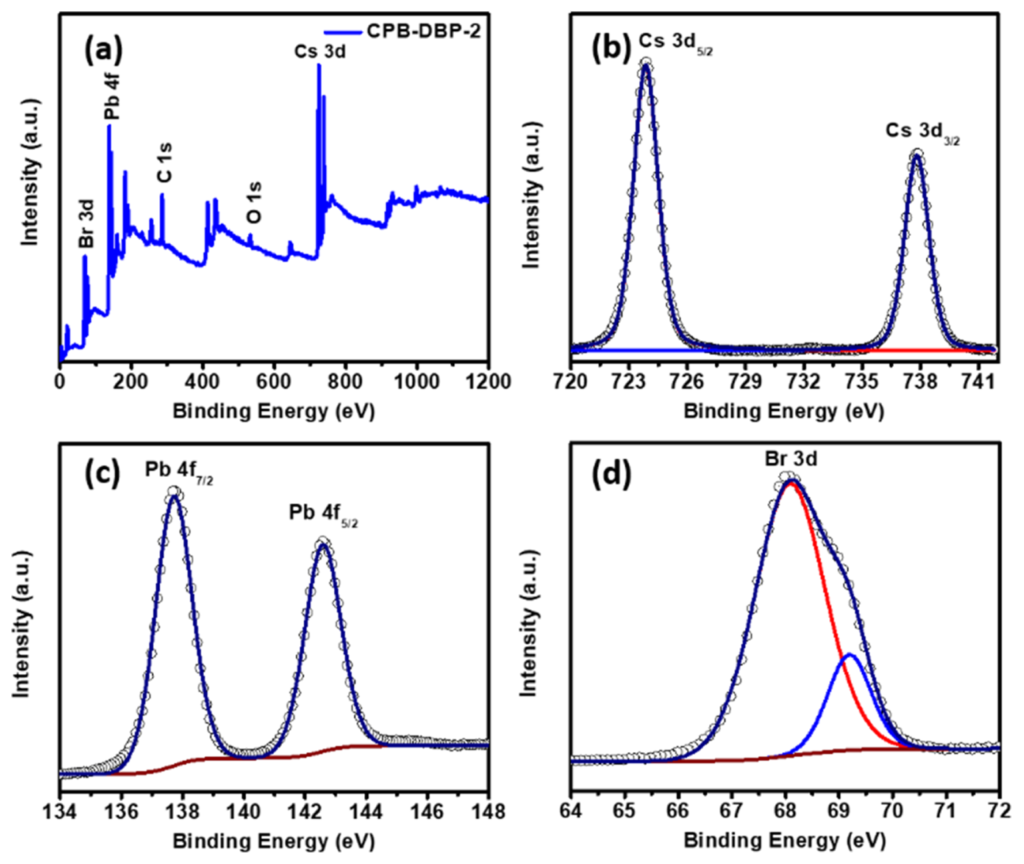 (a)
CPB-DBP-2
Cs 3d
Pb 4f
C 1s
Br 3d
O 1s
Intensity (a.u.)
0 200 400 600 800 1000 1200
Binding Energy (eV)
(b)
Cs 3d5/2
Cs 3d3/2
Intensity (a.u.)
720 723 726 729 732 735 738 741
Binding Energy (eV)
(c)
Pb 4f7/2
Pb 4f5/2
Intensity (a.u.)
134 136 138 140 142 144 146 148
Binding Energy (eV)
(d)
Br 3d
Intensity (a.u.)
64 65 66 67 68 69 70 71 72
Binding Energy (eV)